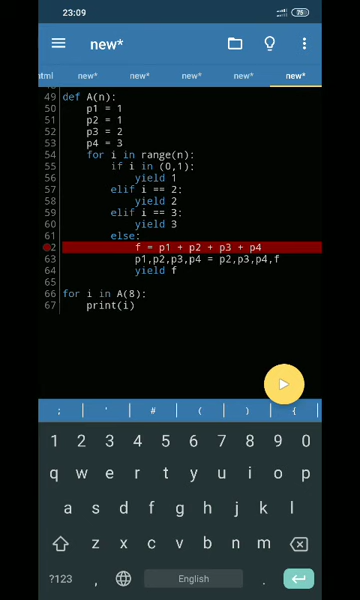 23:09
75
new*
html
new*
new*
new*
new*
new*
49 def A(n):
50 p1 = 1
51 p2 = 1
52 p3 = 2
53 p4 = 3
54 for i in range(n):
55 if i in (0,1):
56 yield 1
57 elif i == 2:
58 yield 2
59 elif i == 3:
60 yield 3
61 else:
62 f = p1 + p2 + p3 + p4
63 p1,p2,p3,p4 = p2,p3,p4,f
64 yield f
65
66 for i in A(8):
67 print(i)
; ' # ( ) {
1 2 3 4 5 6 7 8 9 0
q w e r t y u i o p
a s d f g h j k l
z x c v b n m
?123 , English .